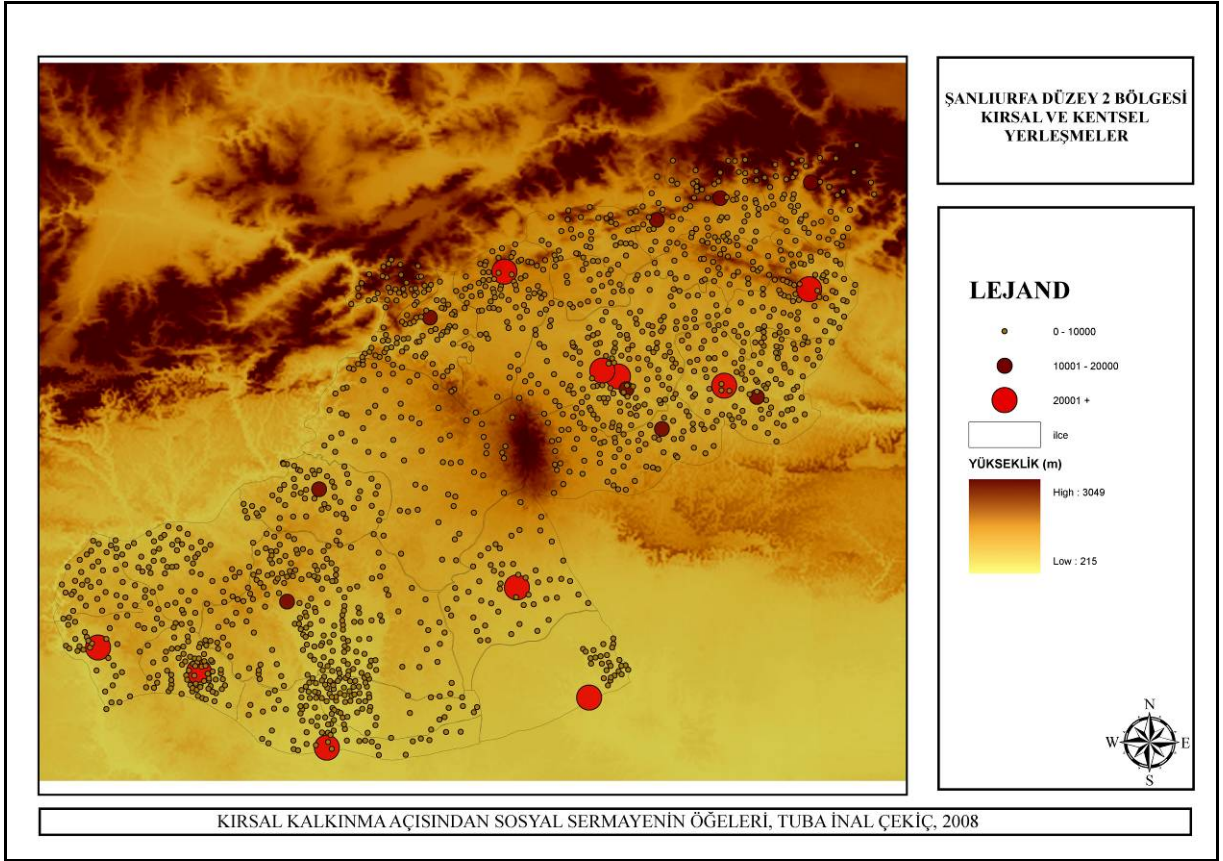 ŞANLIURFA DÜZEY 2 BÖLGESİ
KIRSAL VE KENTSEL
YERLEŞMELER
LEJAND
0 - 10000
10001 - 20000
20001 +
ilce
YÜKSEKLİK (m)
High : 3049
Low : 215
N
W E
S
KIRSAL KALKINMA AÇISINDAN SOSYAL SERMAYENİN ÖĞELERİ, TUBA İNAL ÇEKİÇ, 2008